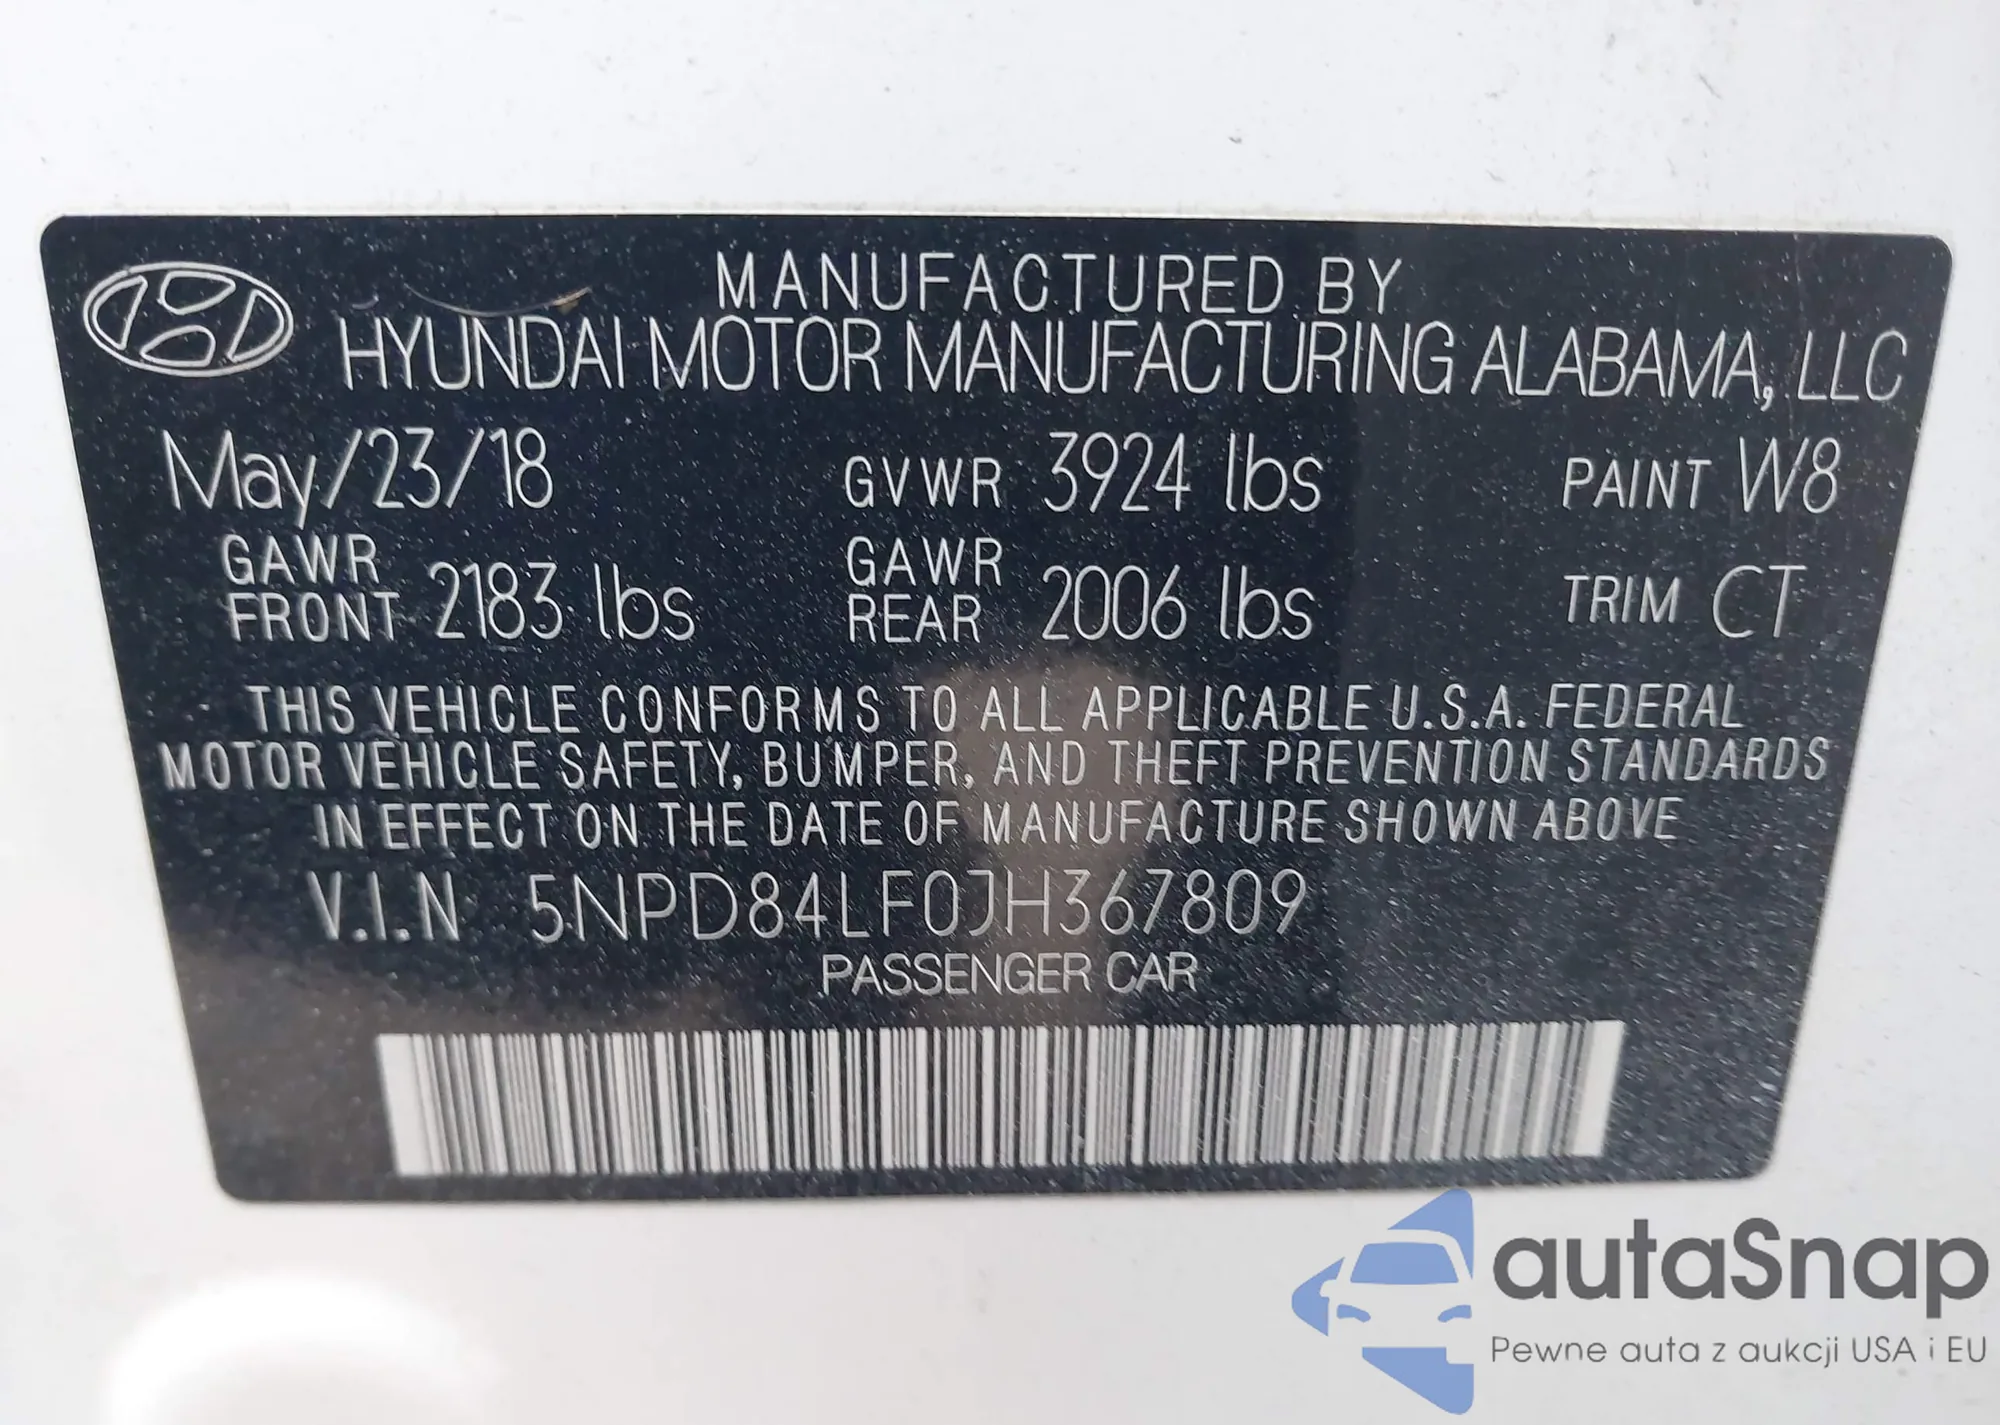 MANUFACTURED BY
HYUNDAI MOTOR MANUFACTURING ALABAMA, LLC
May/23/18 GVWR 3924 lbs PAINT W8
GAWR FRONT 2183 lbs GAWR REAR 2006 lbs TRIM CT
THIS VEHICLE CONFORMS TO ALL APPLICABLE U.S.A. FEDERAL
MOTOR VEHICLE SAFETY, BUMPER, AND THEFT PREVENTION STANDARDS
IN EFFECT ON THE DATE OF MANUFACTURE SHOWN ABOVE
V.I.N 5NPD84LF0JH367809
PASSENGER CAR
autaSnap
Pewne auta z aukcji USA i EU